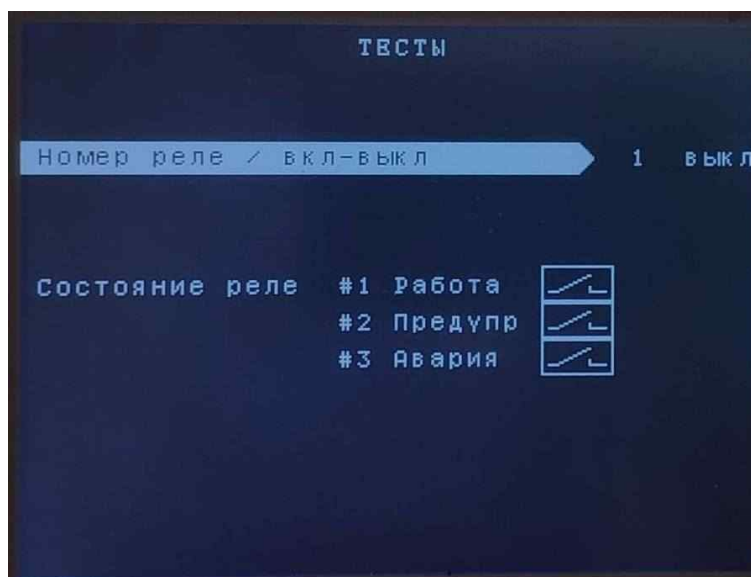 ТЕСТЫ
Номер реле / вкл-выкл 1 выкл
Состояние реле #1 Работа
#2 Предупр
#3 Авария